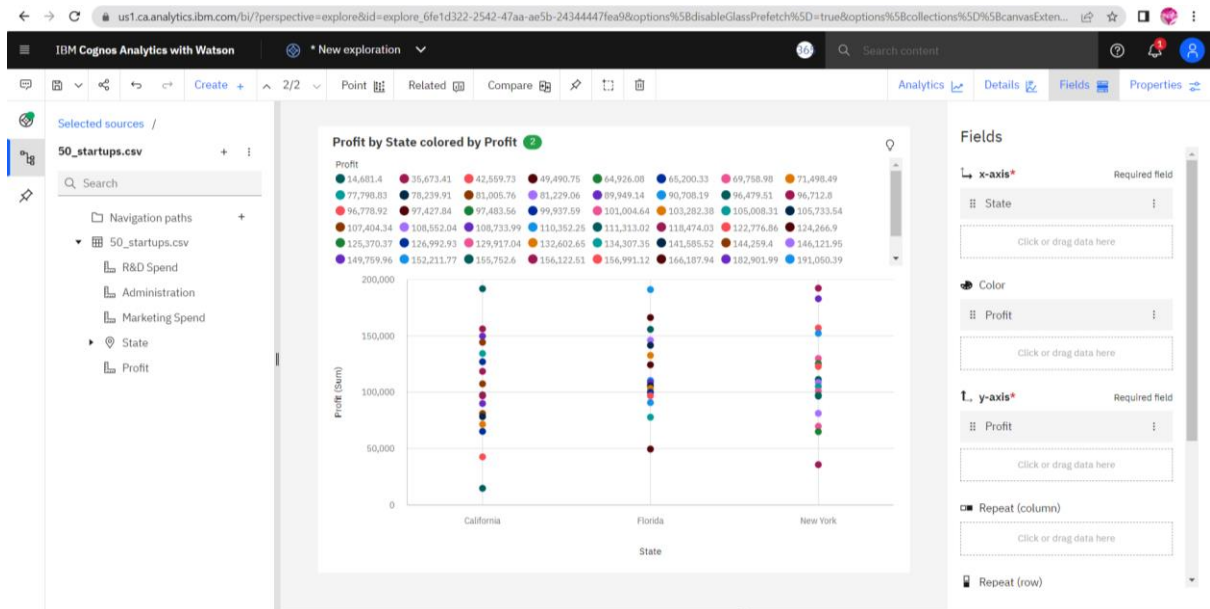 us1.ca.analytics.ibm.com/bi/?perspective=explore&id=explore_6fe1d322-2542-47aa-ae5b-24344447fea9&options%5BdisableGlassPrefetch%5D=true&options%5Bcollections%5D%5BcanvasExten...
IBM Cognos Analytics with Watson
* New exploration
Search content
Create +
2/2
Point
Related
Compare
Analytics
Details
Fields
Properties
Selected sources /
50_startups.csv
Search
Navigation paths
50_startups.csv
R&D Spend
Administration
Marketing Spend
State
Profit
Profit by State colored by Profit 2
Profit
14,681.4 35,673.41 42,559.73 49,490.75 64,926.08 65,200.33 69,758.98 71,498.49
77,798.83 78,239.91 81,005.76 81,229.06 89,949.14 90,708.19 96,479.51 96,712.8
96,778.92 97,427.84 97,483.56 99,937.59 101,004.64 103,282.38 105,008.31 105,733.54
107,404.34 108,552.04 108,733.99 110,352.25 111,313.02 118,474.03 122,776.86 124,266.9
125,370.37 126,992.93 129,917.04 132,602.65 134,307.35 141,585.52 144,259.4 146,121.95
149,759.96 152,211.77 155,752.6 156,122.51 156,991.12 166,187.94 182,901.99 191,050.39
200,000
150,000
100,000
50,000
0
Profit (Sum)
California
Florida
New York
State
Fields
x-axis* Required field
State
Click or drag data here
Color
Profit
Click or drag data here
y-axis* Required field
Profit
Click or drag data here
Repeat (column)
Click or drag data here
Repeat (row)